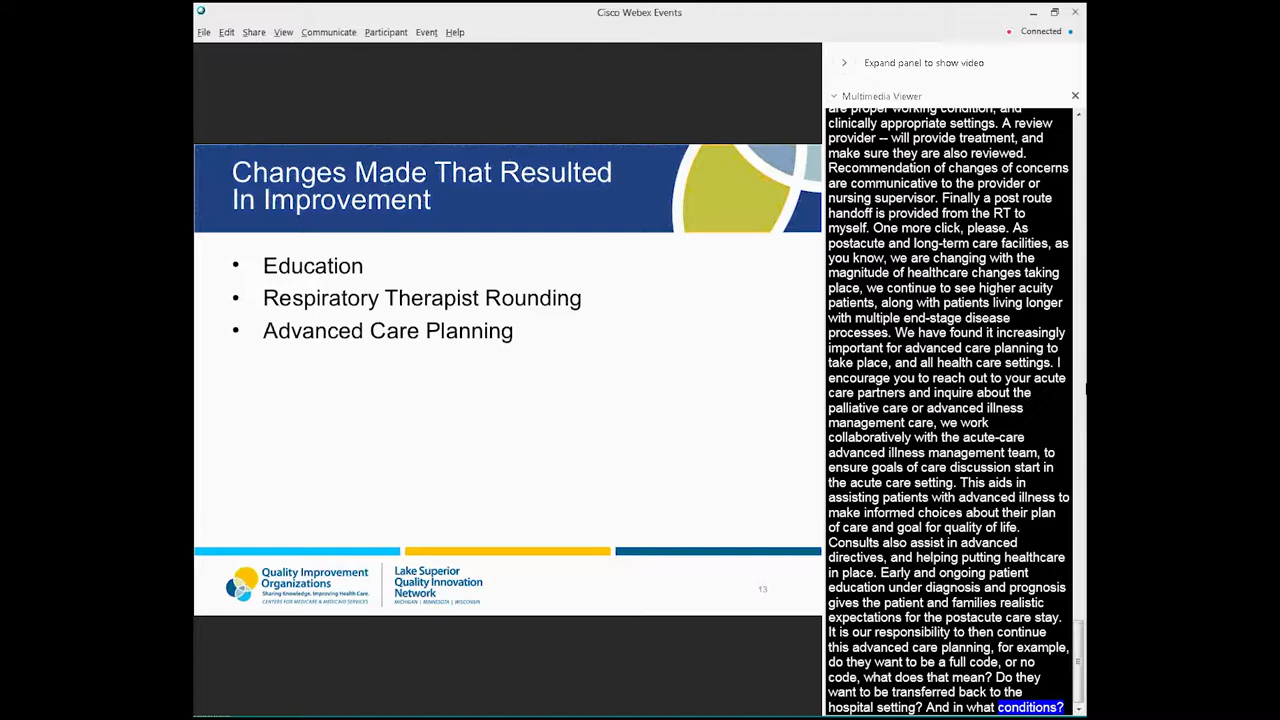 Cisco Webex Events
File Edit Share View Communicate Participant Event Help
Connected
Expand panel to show video
Multimedia Viewer
Changes Made That Resulted
In Improvement
• Education
• Respiratory Therapist Rounding
• Advanced Care Planning
Quality Improvement
Organizations
Sharing Knowledge. Improving Health Care.
CENTERS FOR MEDICARE & MEDICAID SERVICES
Lake Superior
Quality Innovation
Network
MICHIGAN | MINNESOTA | WISCONSIN
13
are proper working condition, and
clinically appropriate settings. A review
provider -- will provide treatment, and
make sure they are also reviewed.
Recommendation of changes of concerns
are communicative to the provider or
nursing supervisor. Finally a post route
handoff is provided from the RT to
myself. One more click, please. As
postacute and long-term care facilities, as
you know, we are changing with the
magnitude of healthcare changes taking
place, we continue to see higher acuity
patients, along with patients living longer
with multiple end-stage disease
processes. We have found it increasingly
important for advanced care planning to
take place, and all health care settings. I
encourage you to reach out to your acute
care partners and inquire about the
palliative care or advanced illness
management care, we work
collaboratively with the acute-care
advanced illness management team, to
ensure goals of care discussion start in
the acute care setting. This aids in
assisting patients with advanced illness to
make informed choices about their plan
of care and goal for quality of life.
Consults also assist in advanced
directives, and helping putting healthcare
in place. Early and ongoing patient
education under diagnosis and prognosis
gives the patient and families realistic
expectations for the postacute care stay.
It is our responsibility to then continue
this advanced care planning, for example,
do they want to be a full code, or no
code, what does that mean? Do they
want to be transferred back to the
hospital setting? And in what conditions?